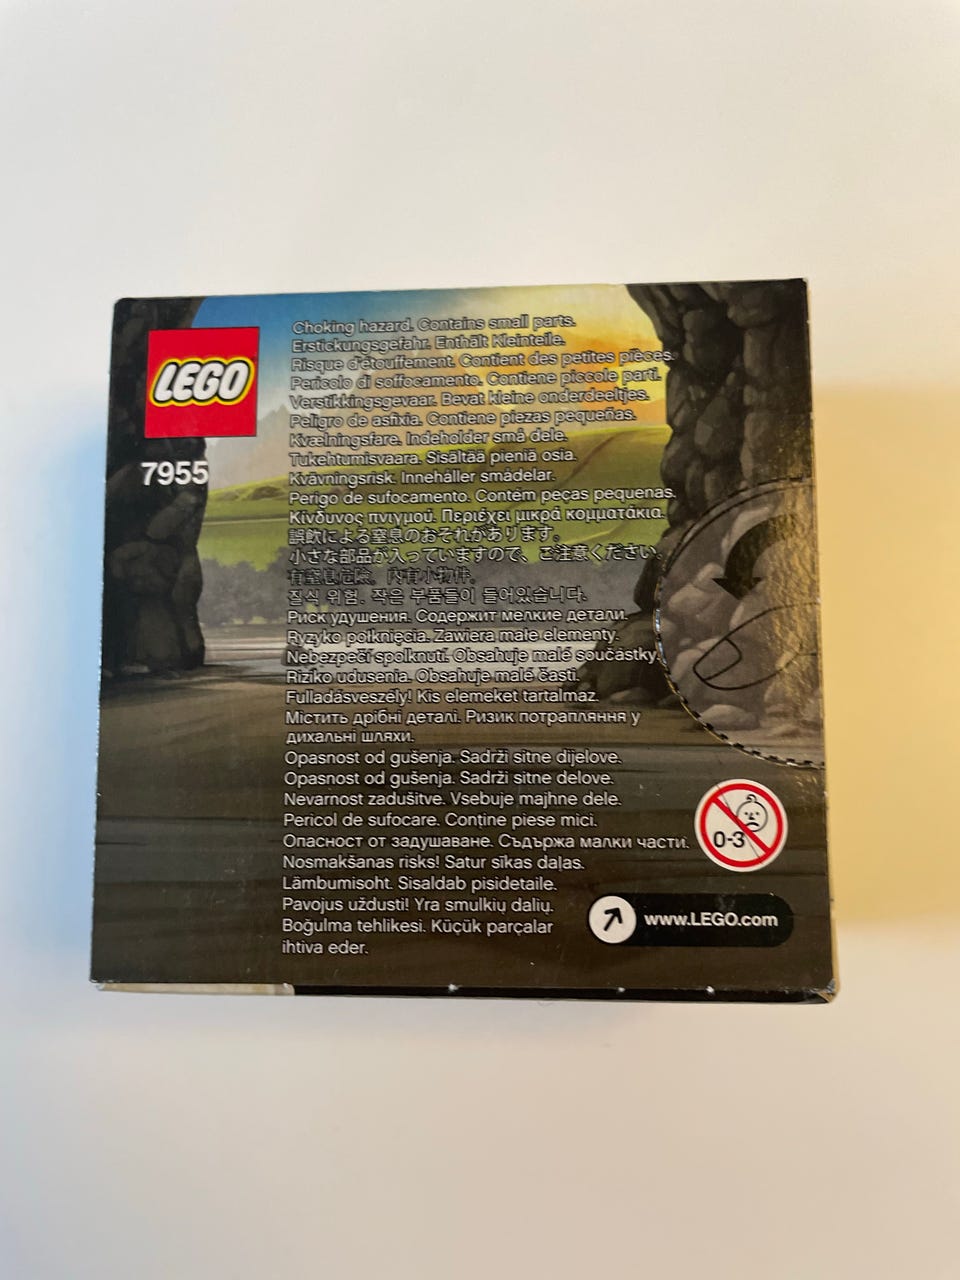 LEGO
7955
Choking hazard. Contains small parts.
Erstickungsgefahr. Enthält Kleinteile.
Risque d'étouffement. Contient des petites pièces.
Pericolo di soffocamento. Contiene piccole parti.
Verstikkingsgevaar. Bevat kleine onderdeeltjes.
Peligro de asfixia. Contiene piezas pequeñas.
Kvælningsfare. Indeholder små dele.
Tukehtumisvaara. Sisältää pieniä osia.
Kvävningsrisk. Innehåller smådelar.
Perigo de sufocamento. Contém peças pequenas.
Κίνδυνος πνιγμού. Περιέχει μικρά κομματάκια.
誤飲による窒息のおそれがあります。
小さな部品が入っていますので、ご注意ください。
有窒息危險。內有小物件。
질식 위험. 작은 부품들이 들어있습니다.
Риск удушения. Содержит мелкие детали.
Ryzyko połknięcia. Zawiera małe elementy.
Nebezpečí spolknutí. Obsahuje malé součástky.
Riziko udusenia. Obsahuje malé časti.
Fulladásveszély! Kis elemeket tartalmaz.
Містить дрібні деталі. Ризик потрапляння у
дихальні шляхи.
Opasnost od gušenja. Sadrži sitne dijelove.
Opasnost od gušenja. Sadrži sitne delove.
Nevarnost zadušitve. Vsebuje majhne dele.
Pericol de sufocare. Conține piese mici.
Опасност от задушаване. Съдържа малки части.
Nosmakšanas risks! Satur sīkas daļas.
Lämbumisoht. Sisaldab pisidetaile.
Pavojus uždusti! Yra smulkių dalių.
Boğulma tehlikesi. Küçük parçalar
ihtiva eder.
0-3
www.LEGO.com